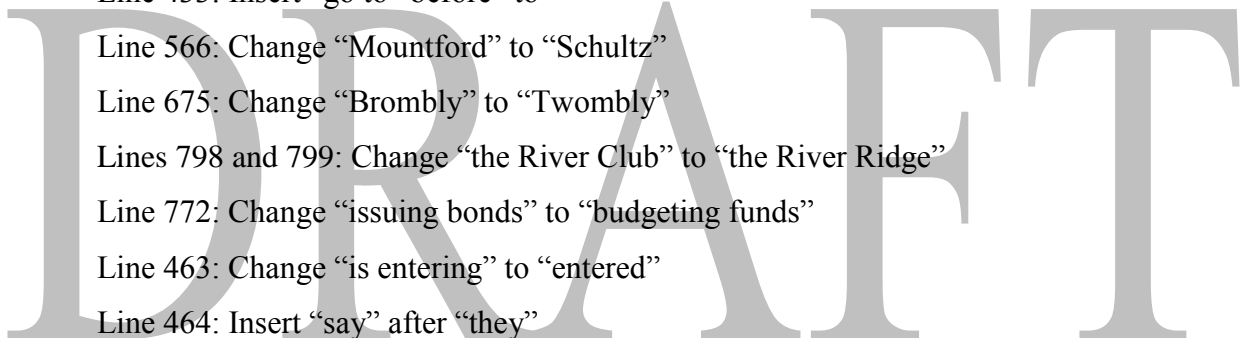 Line 566: Change “Mountford” to “Schultz”
Line 675: Change “Brombly” to “Twombly”
Lines 798 and 799: Change “the River Club” to “the River Ridge”
Line 772: Change “issuing bonds” to “budgeting funds”
Line 463: Change “is entering” to “entered”
Line 464: Insert “say” after “they”
DRAFT